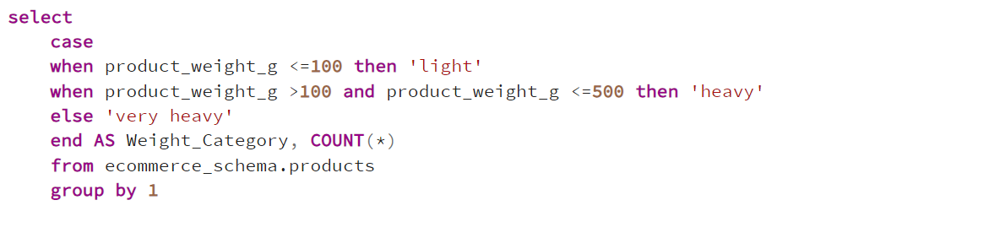 select
case
when product_weight_g <=100 then 'light'
when product_weight_g >100 and product_weight_g <=500 then 'heavy'
else 'very heavy'
end AS Weight_Category, COUNT(*)
from ecommerce_schema.products
group by 1